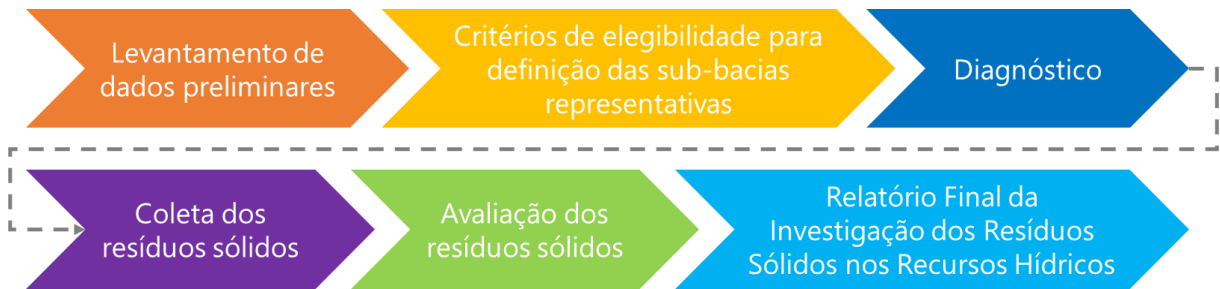 Levantamento de
dados preliminares
Critérios de elegibilidade para
definição das sub-bacias
representativas
Diagnóstico
Coleta dos
resíduos sólidos
Avaliação dos
resíduos sólidos
Relatório Final da
Investigação dos Resíduos
Sólidos nos Recursos Hídricos